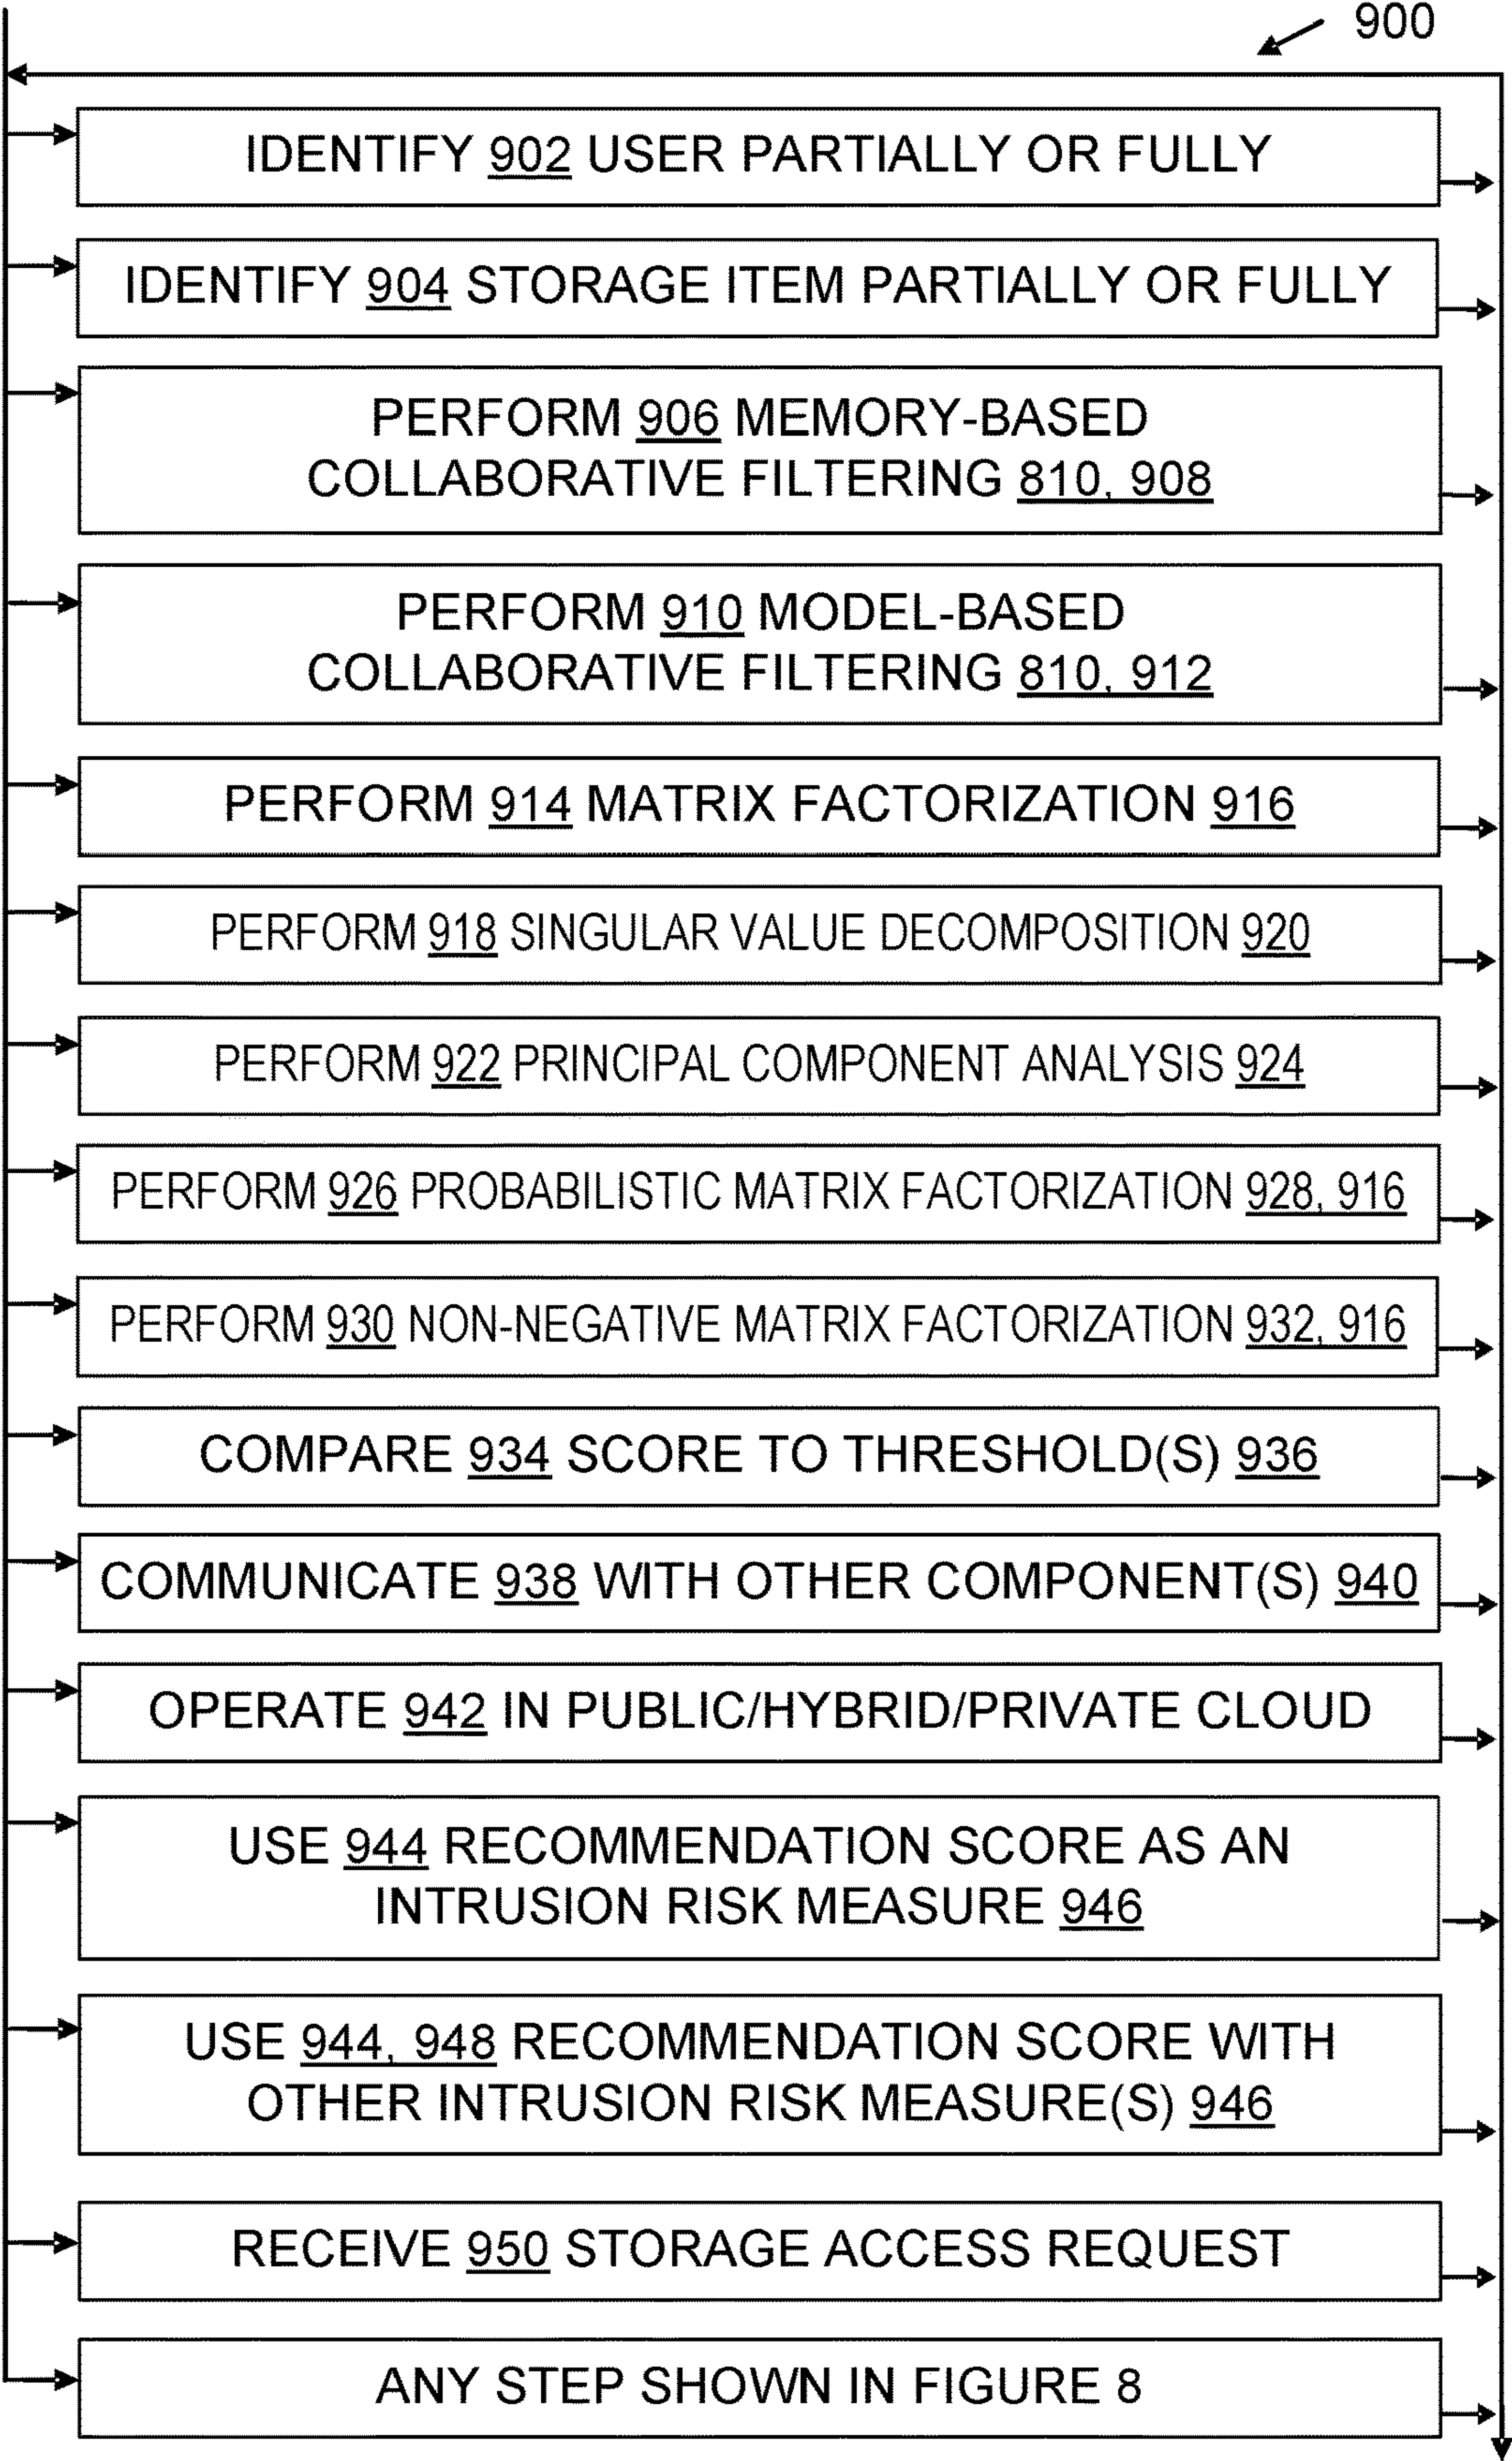 900
IDENTIFY 902 USER PARTIALLY OR FULLY
IDENTIFY 904 STORAGE ITEM PARTIALLY OR FULLY
PERFORM 906 MEMORY-BASED
COLLABORATIVE FILTERING 810, 908
PERFORM 910 MODEL-BASED
COLLABORATIVE FILTERING 810, 912
PERFORM 914 MATRIX FACTORIZATION 916
PERFORM 918 SINGULAR VALUE DECOMPOSITION 920
PERFORM 922 PRINCIPAL COMPONENT ANALYSIS 924
PERFORM 926 PROBABILISTIC MATRIX FACTORIZATION 928, 916
PERFORM 930 NON-NEGATIVE MATRIX FACTORIZATION 932, 916
COMPARE 934 SCORE TO THRESHOLD(S) 936
COMMUNICATE 938 WITH OTHER COMPONENT(S) 940
OPERATE 942 IN PUBLIC/HYBRID/PRIVATE CLOUD
USE 944 RECOMMENDATION SCORE AS AN
INTRUSION RISK MEASURE 946
USE 944, 948 RECOMMENDATION SCORE WITH
OTHER INTRUSION RISK MEASURE(S) 946
RECEIVE 950 STORAGE ACCESS REQUEST
ANY STEP SHOWN IN FIGURE 8